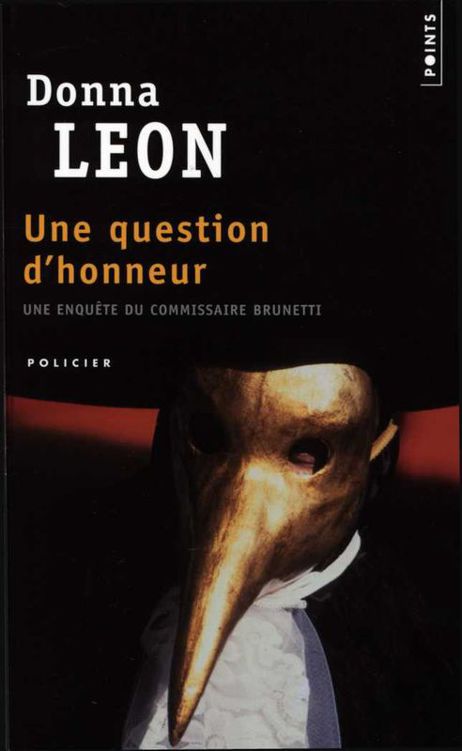 POINTS
Donna
LEON
Une question
d'honneur
UNE ENQUÊTE DU COMMISSAIRE BRUNETTI
POLICIER